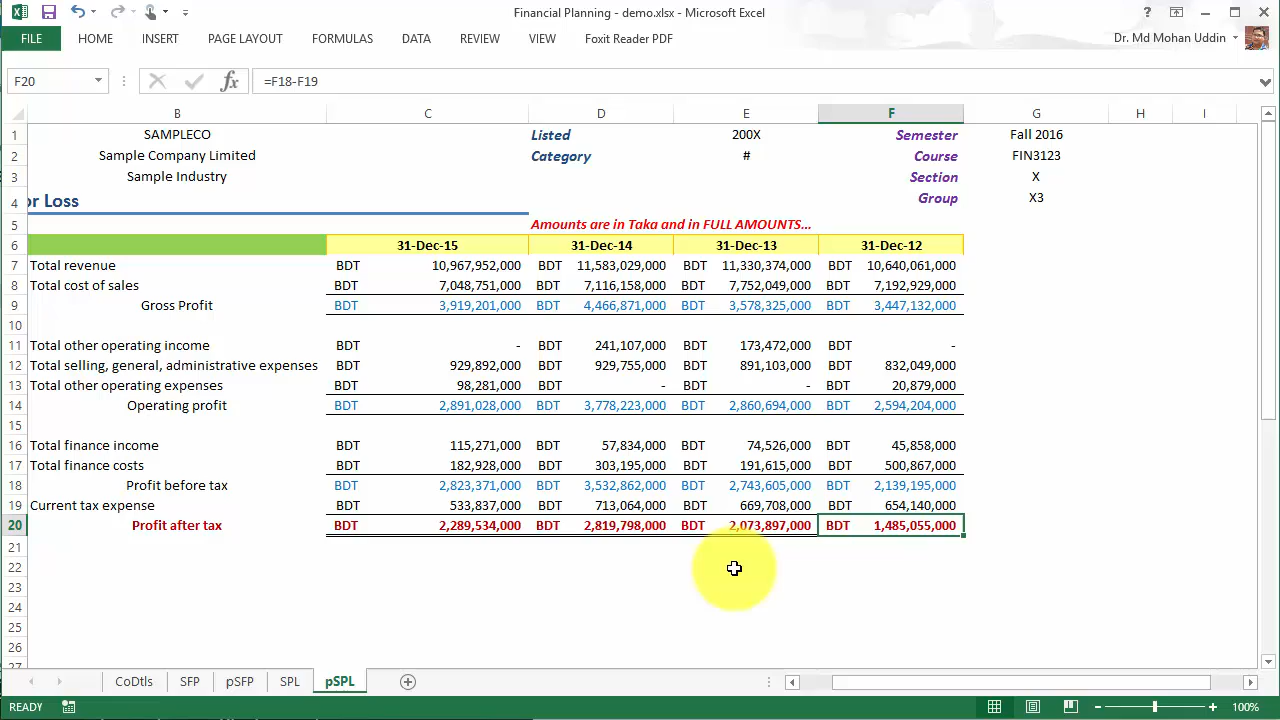 Financial Planning - demo.xlsx - Microsoft Excel
FILE HOME INSERT PAGE LAYOUT FORMULAS DATA REVIEW VIEW Foxit Reader PDF Dr. Md Mohan Uddin
F20 fx =F18-F19
B C D E F G H I
1 SAMPLECO Listed 200X Semester Fall 2016
2 Sample Company Limited Category # Course FIN3123
3 Sample Industry Section X
4 or Loss Group X3
5 Amounts are in Taka and in FULL AMOUNTS...
6 31-Dec-15 31-Dec-14 31-Dec-13 31-Dec-12
7 Total revenue BDT 10,967,952,000 BDT 11,583,029,000 BDT 11,330,374,000 BDT 10,640,061,000
8 Total cost of sales BDT 7,048,751,000 BDT 7,116,158,000 BDT 7,752,049,000 BDT 7,192,929,000
9 Gross Profit BDT 3,919,201,000 BDT 4,466,871,000 BDT 3,578,325,000 BDT 3,447,132,000
10
11 Total other operating income BDT - BDT 241,107,000 BDT 173,472,000 BDT -
12 Total selling, general, administrative expenses BDT 929,892,000 BDT 929,755,000 BDT 891,103,000 BDT 832,049,000
13 Total other operating expenses BDT 98,281,000 BDT - BDT - BDT 20,879,000
14 Operating profit BDT 2,891,028,000 BDT 3,778,223,000 BDT 2,860,694,000 BDT 2,594,204,000
15
16 Total finance income BDT 115,271,000 BDT 57,834,000 BDT 74,526,000 BDT 45,858,000
17 Total finance costs BDT 182,928,000 BDT 303,195,000 BDT 191,615,000 BDT 500,867,000
18 Profit before tax BDT 2,823,371,000 BDT 3,532,862,000 BDT 2,743,605,000 BDT 2,139,195,000
19 Current tax expense BDT 533,837,000 BDT 713,064,000 BDT 669,708,000 BDT 654,140,000
20 Profit after tax BDT 2,289,534,000 BDT 2,819,798,000 BDT 2,073,897,000 BDT 1,485,055,000
21
22
23
24
25
26
27
CoDtls SFP pSFP SPL pSPL
READY 100%